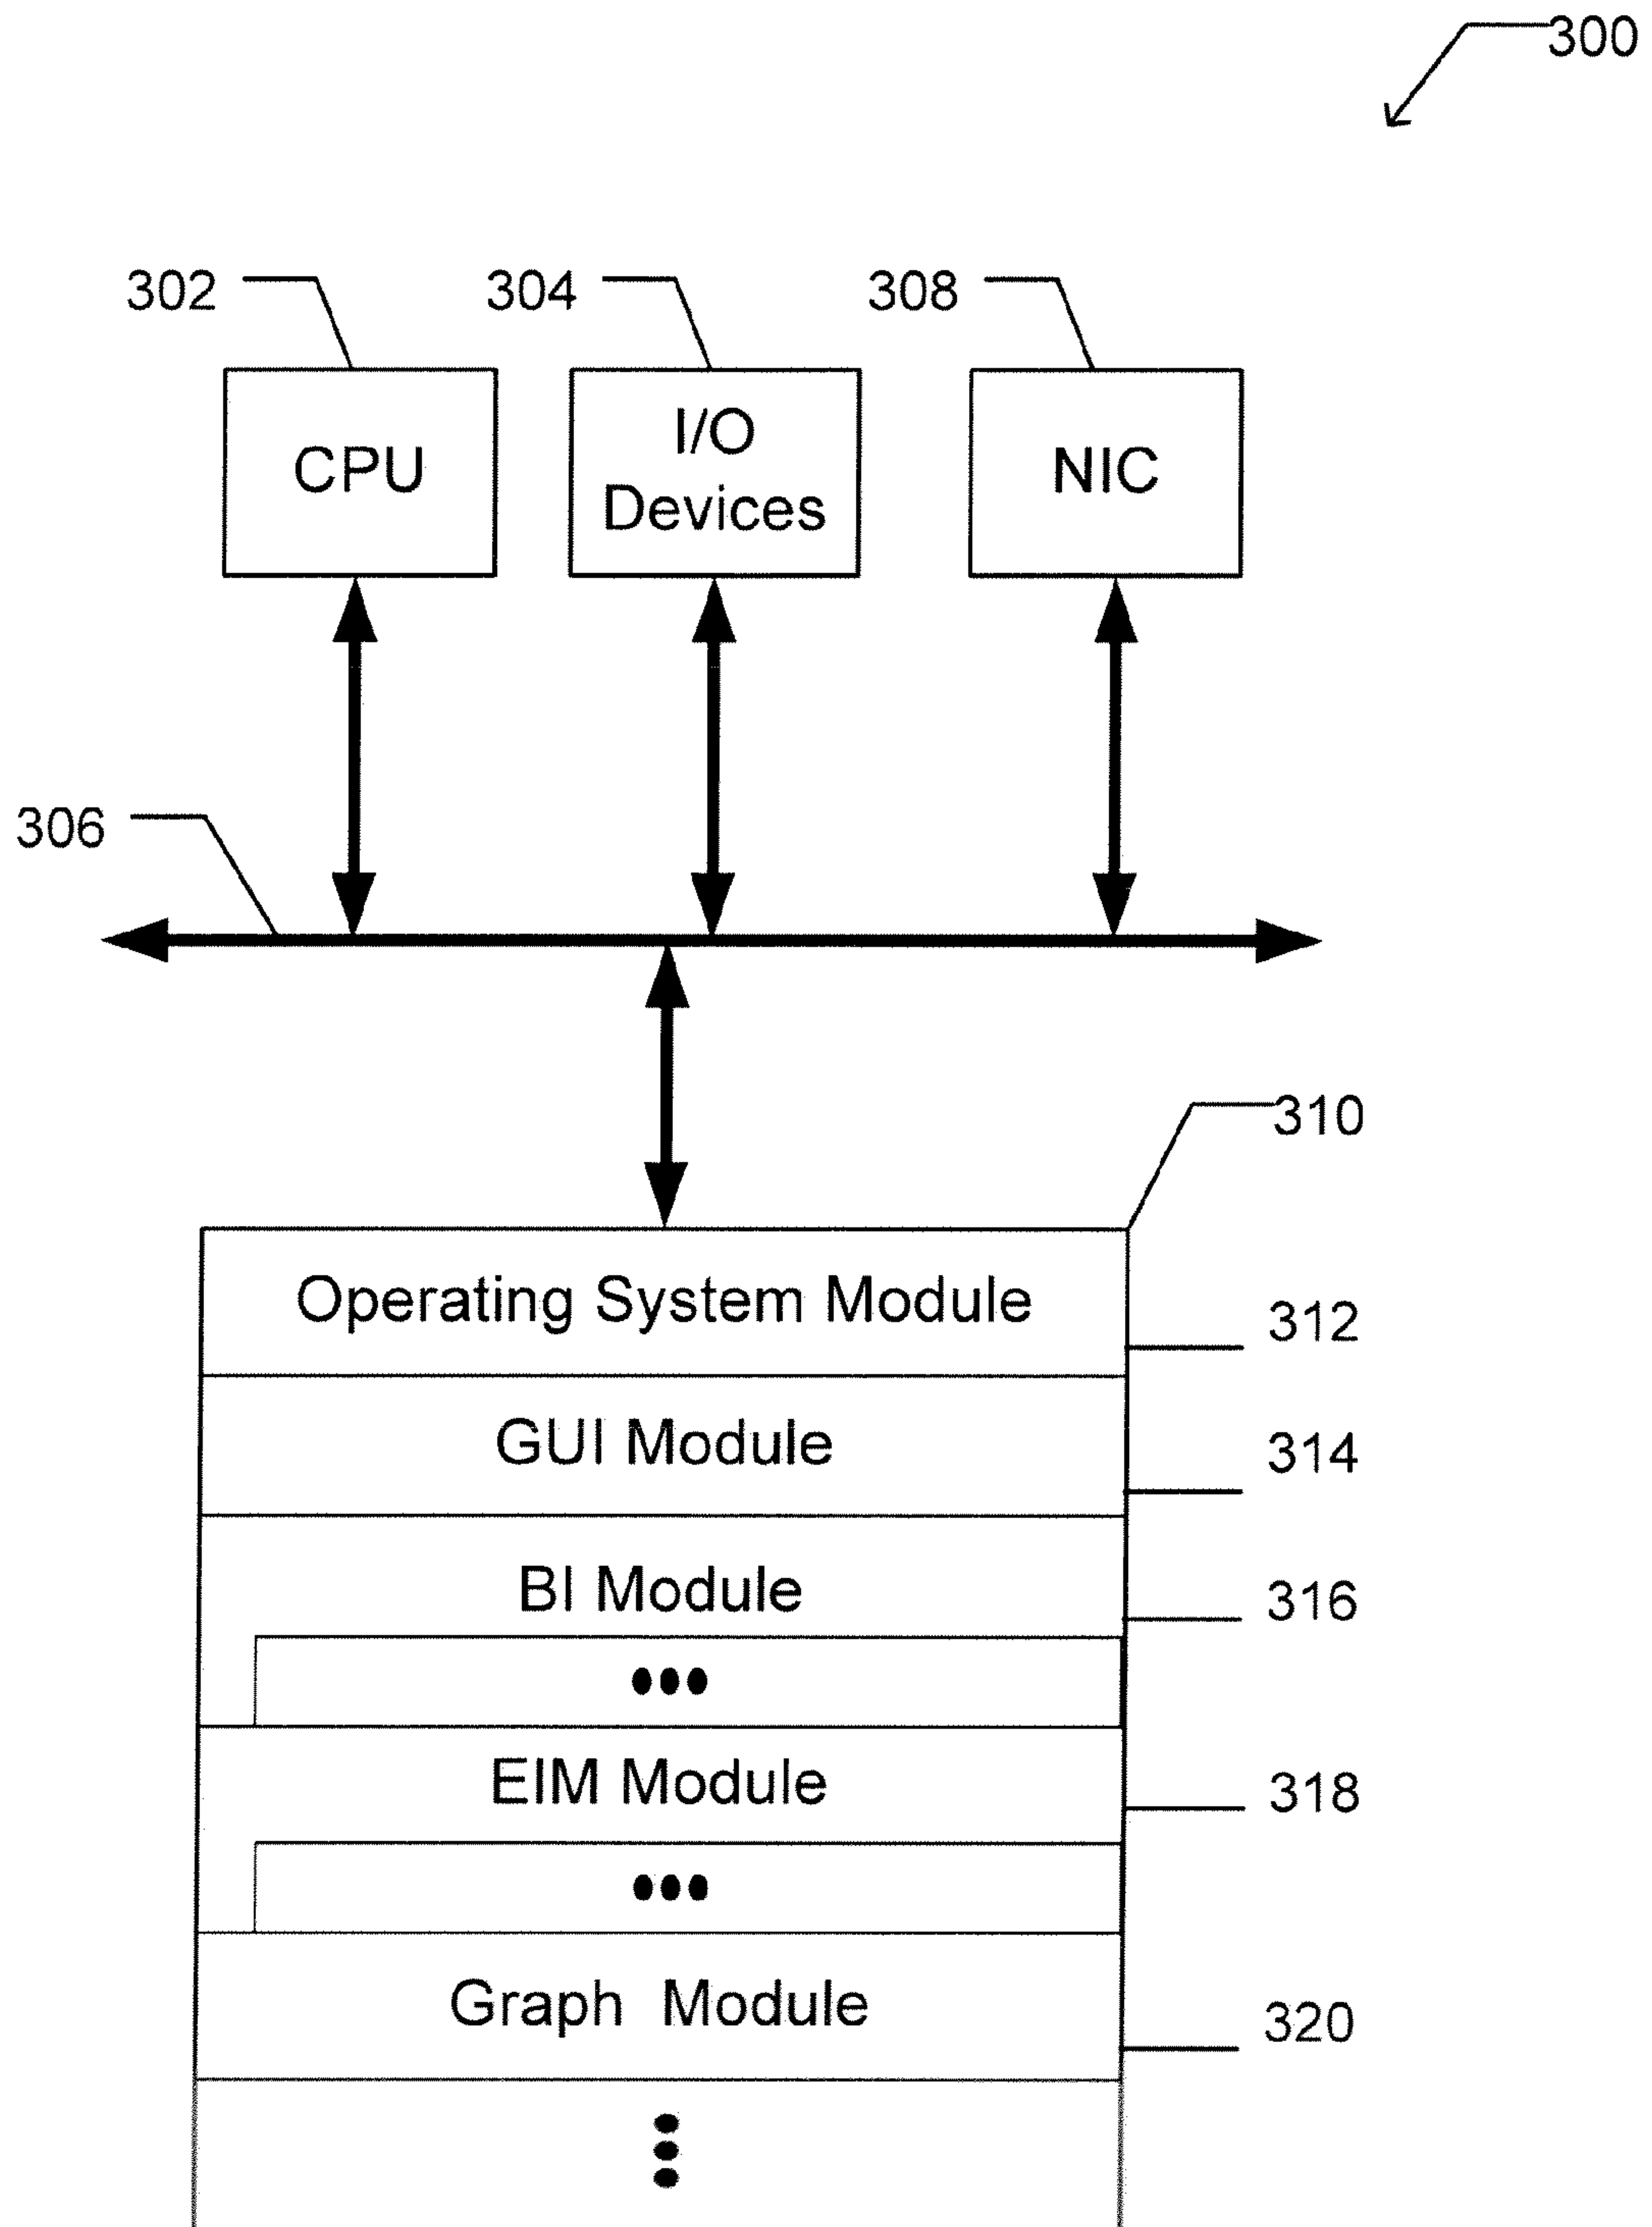 300
302
304
308
CPU
I/O
Devices
NIC
306
310
Operating System Module
312
GUI Module
314
BI Module
316
•••
EIM Module
318
•••
Graph Module
320